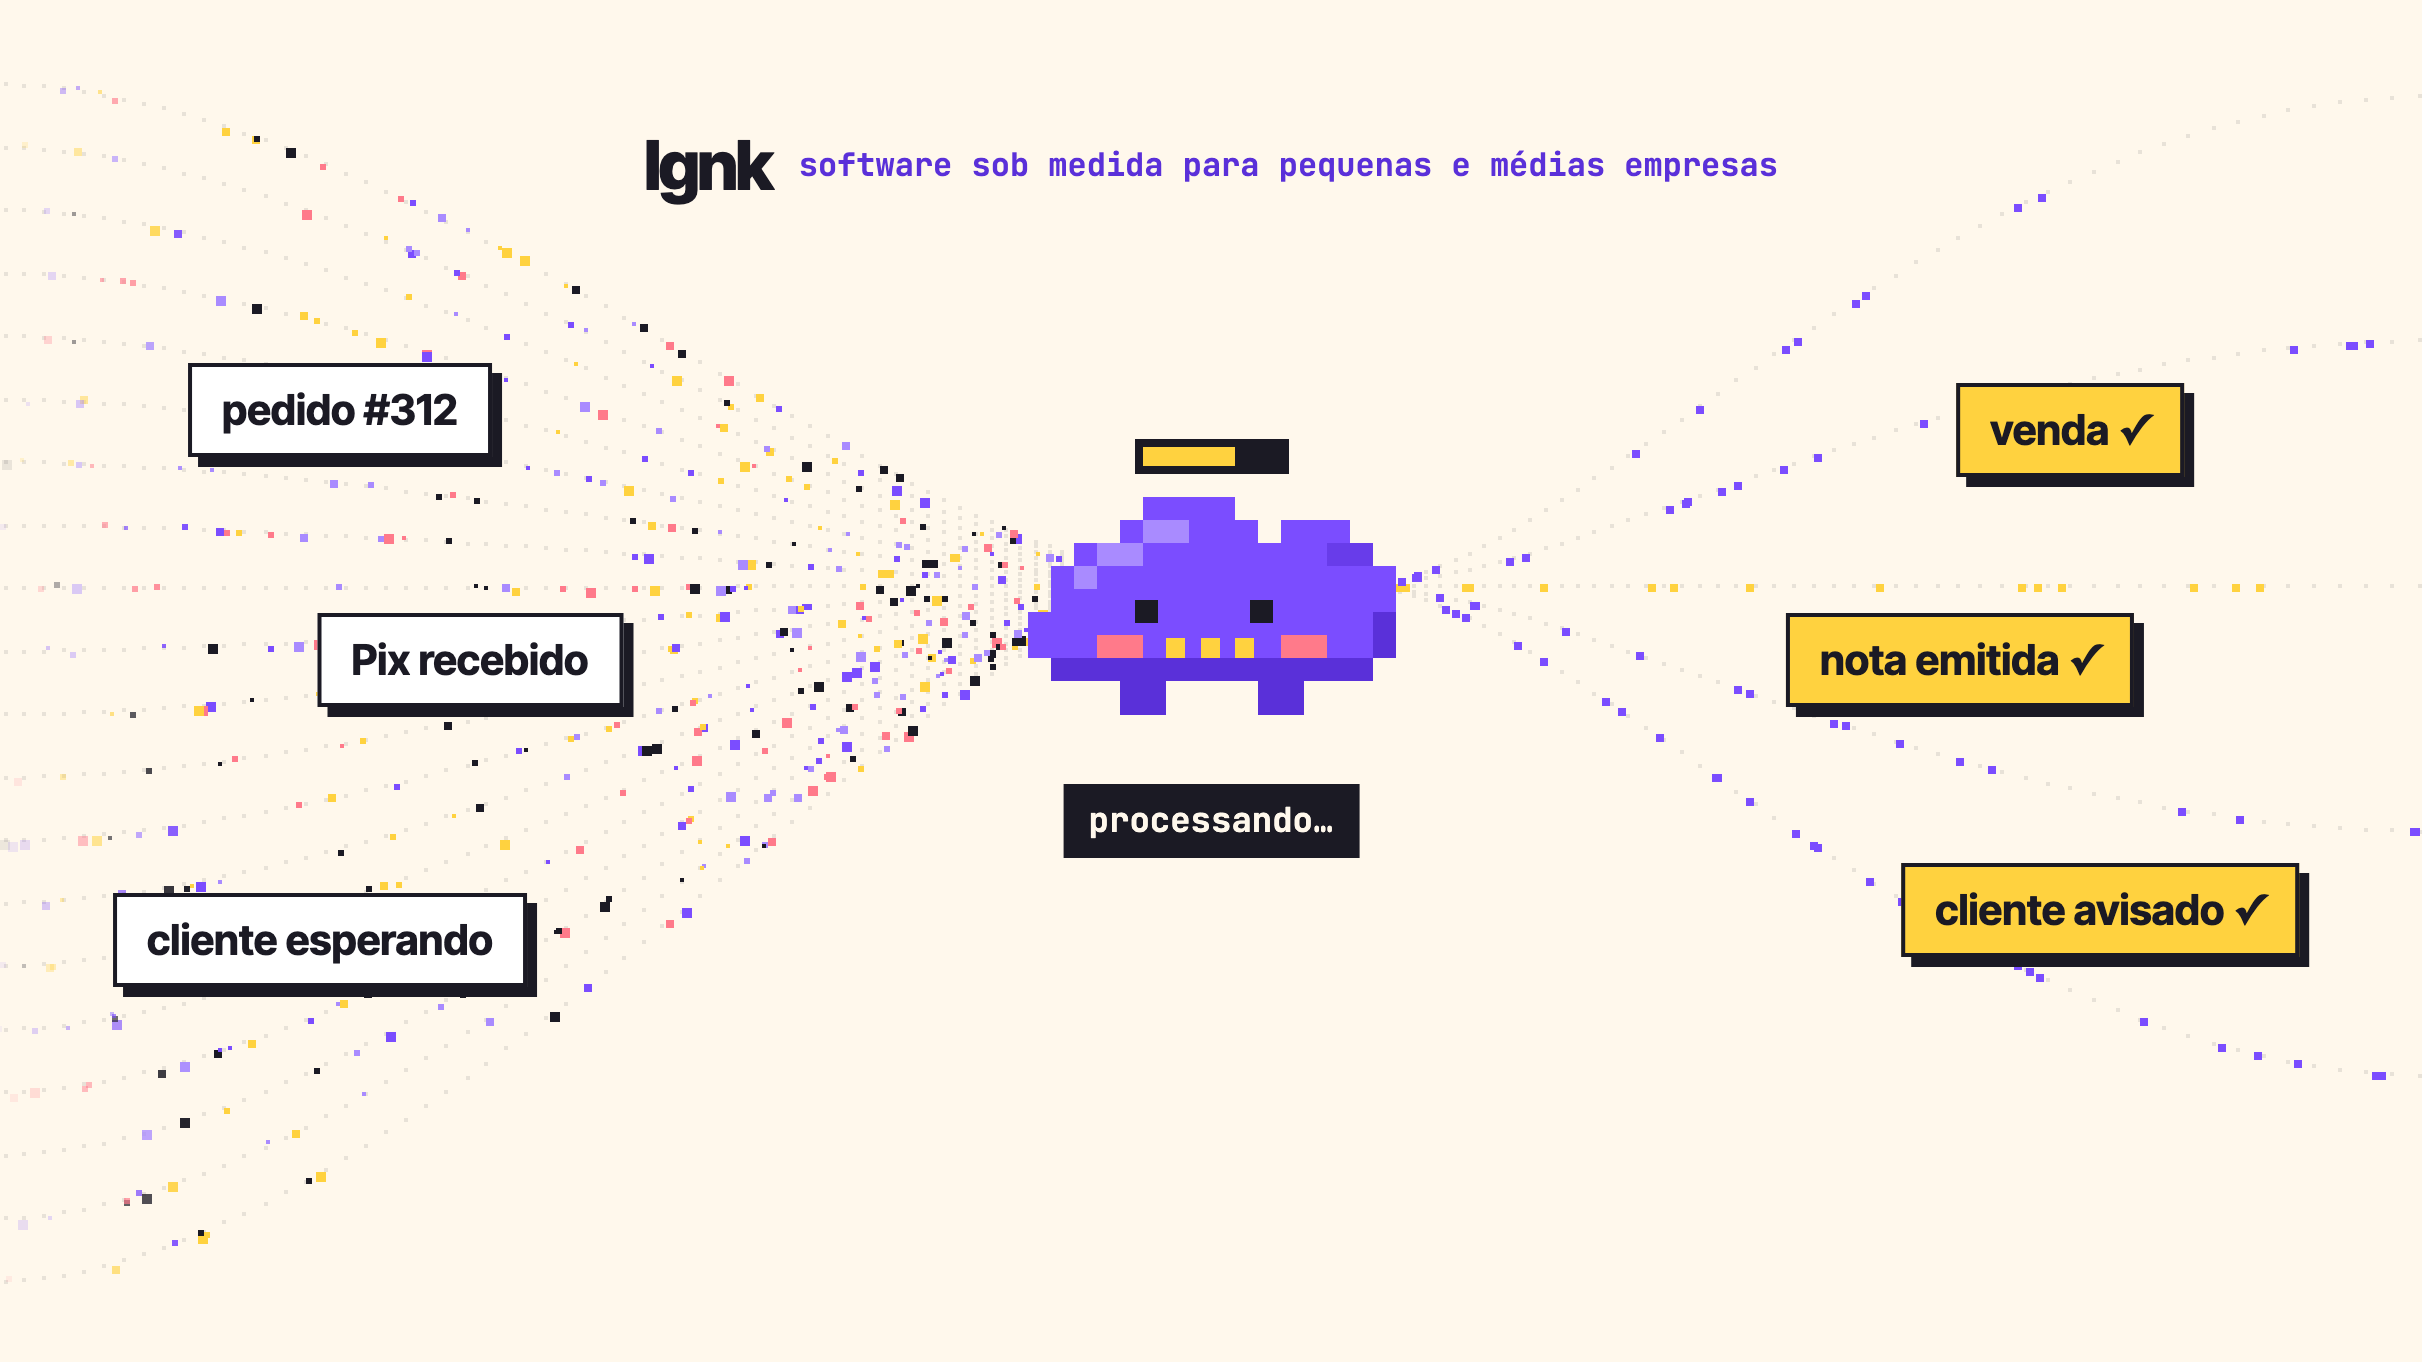 lgnk software sob medida para pequenas e médias empresas
pedido #312
venda ✓
Pix recebido
nota emitida ✓
processando…
cliente esperando
cliente avisado ✓